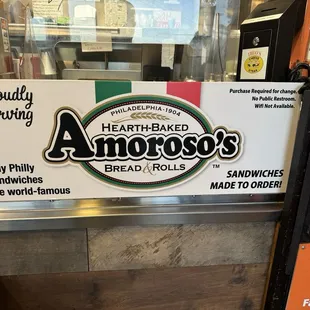 oudly
rving
PHILADELPHIA-1904
HEARTH-BAKED
Amoroso's
BREAD & ROLLS
TM
ny Philly
ndwiches
e world-famous
Purchase Required for change.
No Public Restroom.
Wifi Not Available.
SANDWICHES
MADE TO ORDER!